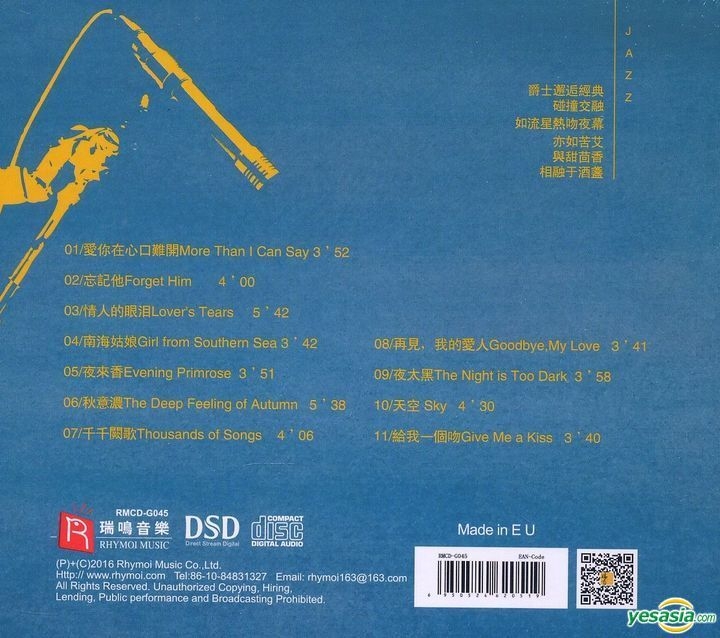 JAZZ
爵士邂逅經典
碰撞交融
如流星熱吻夜幕
亦如苦艾
與甜茴香
相融于酒盞
01/愛你在心口難開More Than I Can Say 3’52
02/忘記他Forget Him 4’00
03/情人的眼泪Lover's Tears 5’42
04/南海姑娘Girl from Southern Sea 3’42
05/夜來香Evening Primrose 3’51
06/秋意濃The Deep Feeling of Autumn 5’38
07/千千闕歌Thousands of Songs 4’06
08/再見，我的愛人Goodbye,My Love 3’41
09/夜太黑The Night is Too Dark 3’58
10/天空 Sky 4’30
11/給我一個吻Give Me a Kiss 3’40
RMCD-G045
R
瑞鳴音樂
RHYMOI MUSIC
DSD
Direct Stream Digital
COMPACT
disc
DIGITAL AUDIO
(P)+(C)2016 Rhymoi Music Co.,Ltd.
Http:// www.rhymoi.com Tel:86-10-84831327 Email: rhymoi163@163.com
All Rights Reserved. Unauthorized Copying, Hiring,
Lending, Public performance and Broadcasting Prohibited.
Made in E U
RMCD-G045 EAN-Code
6 950524 620519
yesasia.com